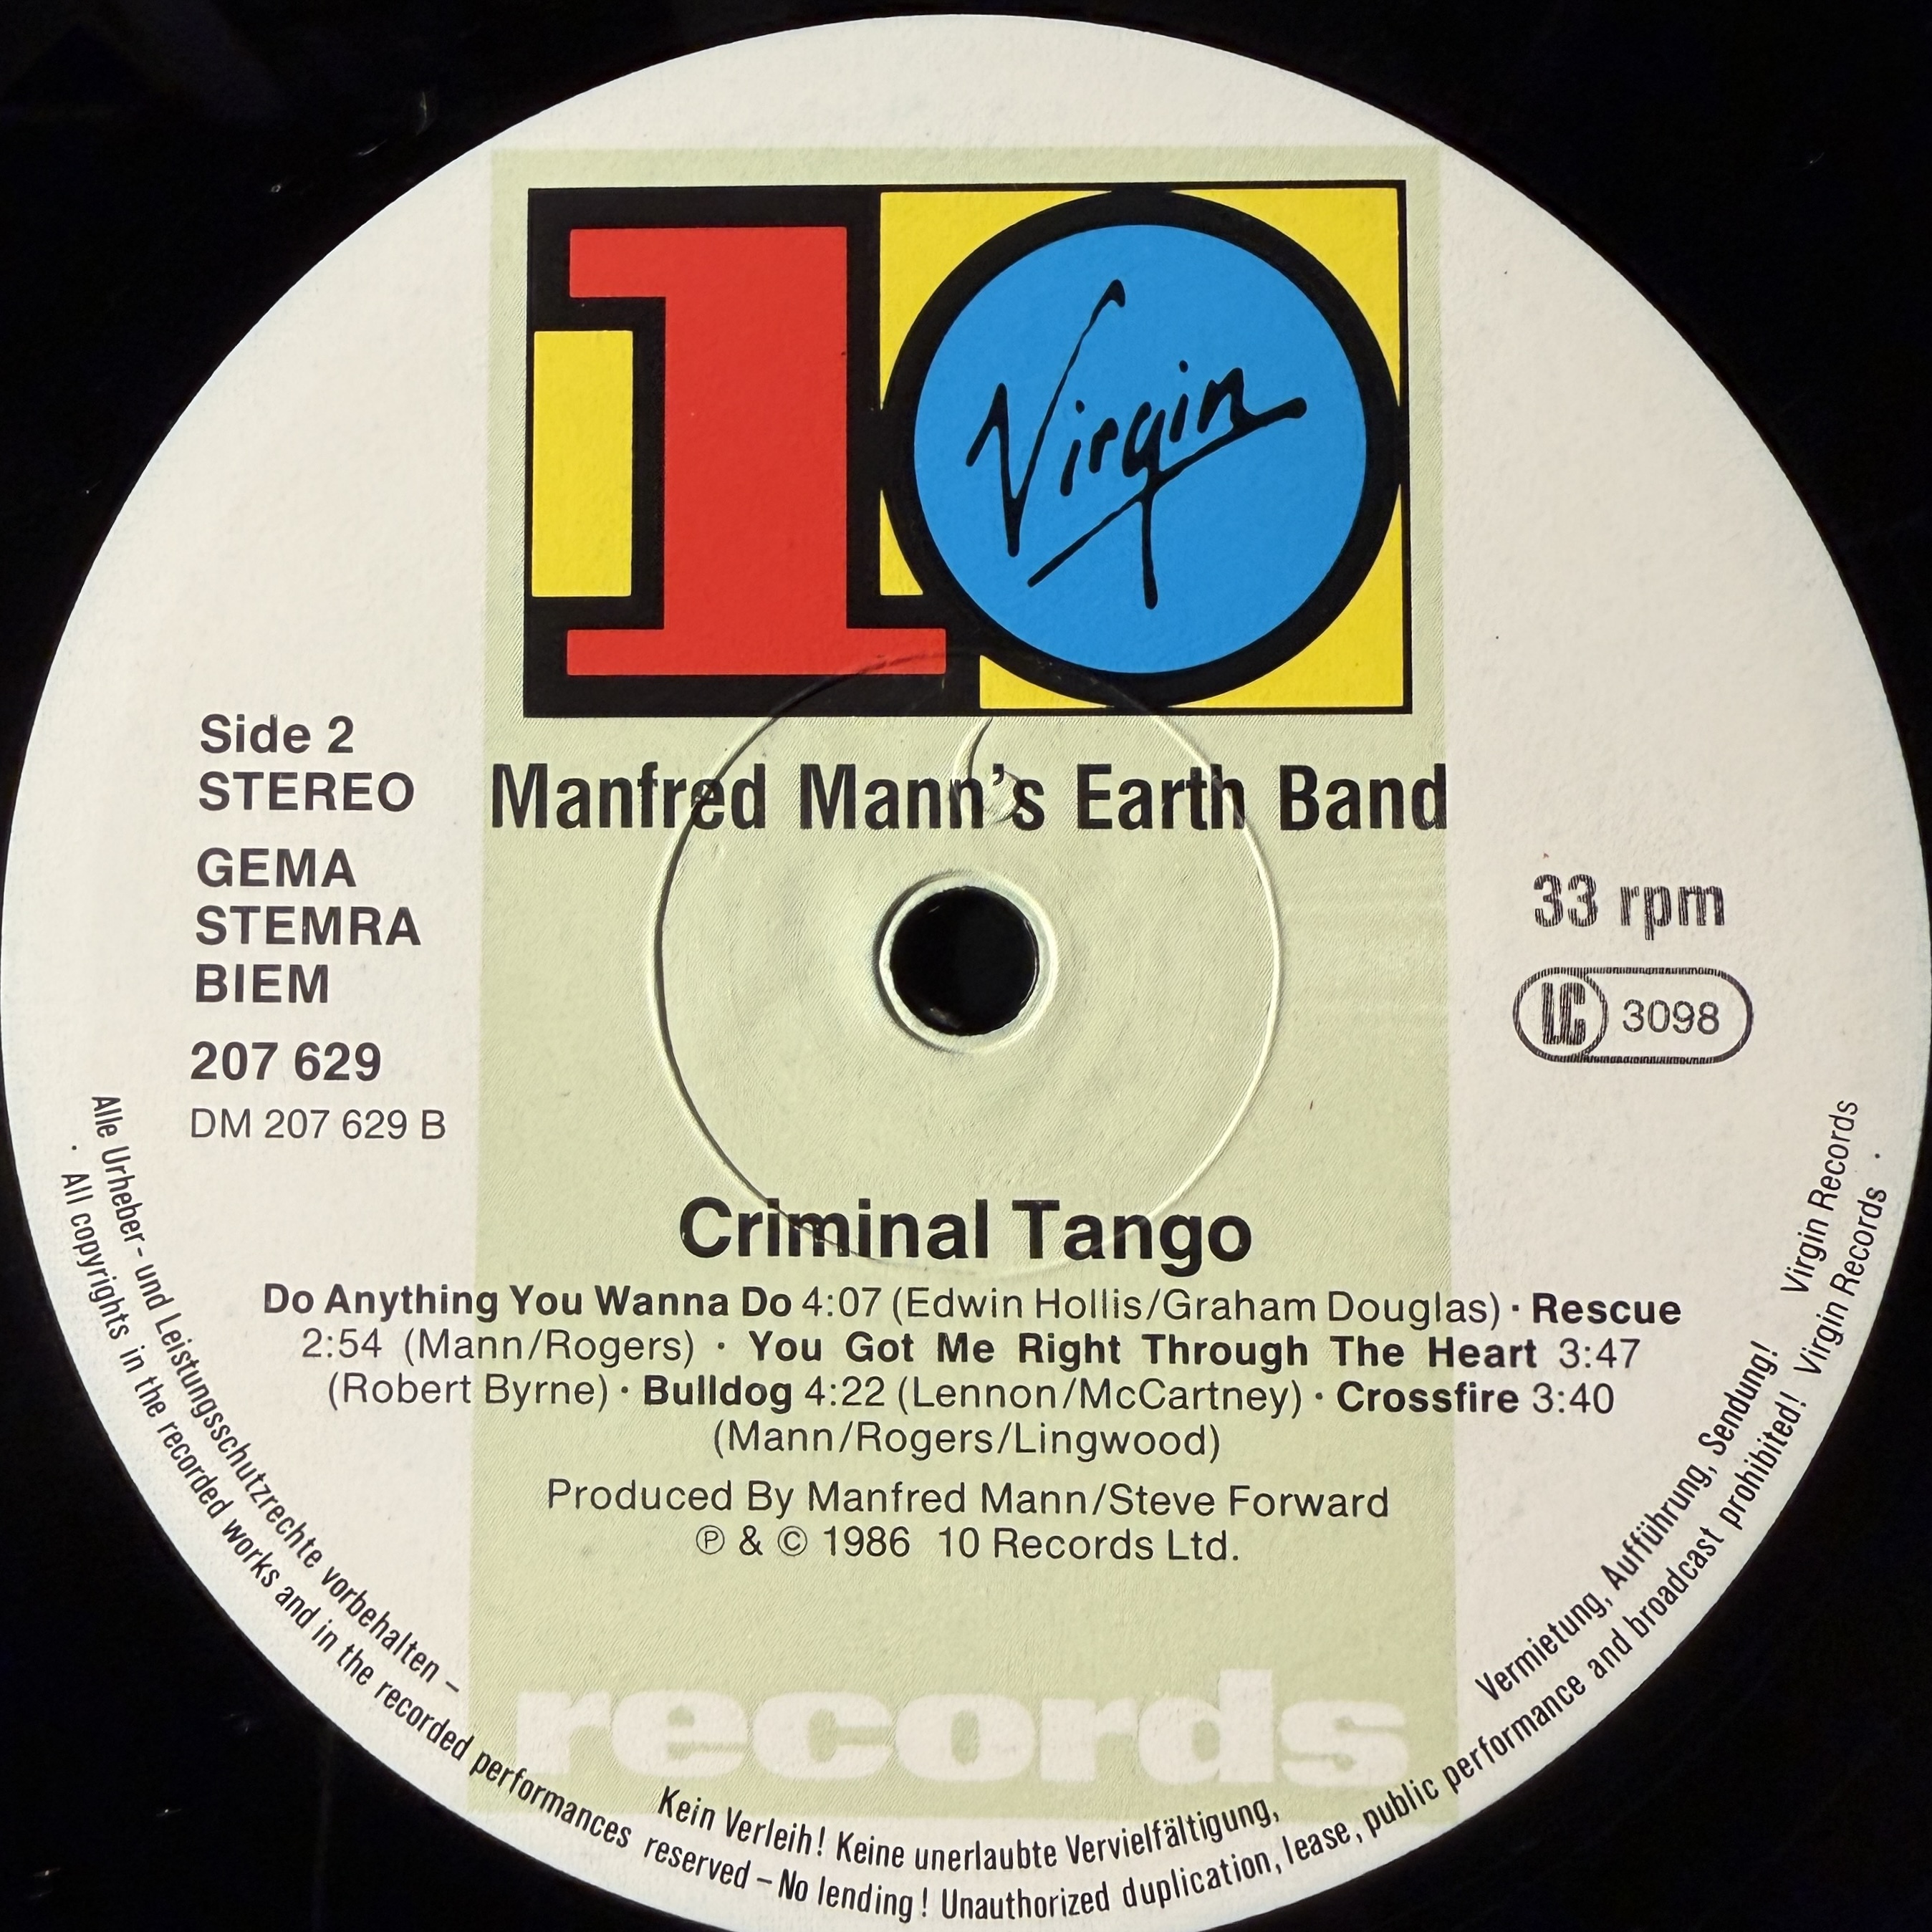 10
Virgin
Side 2
STEREO
GEMA
STEMRA
BIEM
207 629
DM 207 629 B
Manfred Mann's Earth Band
33 rpm
LC 3098
Criminal Tango
Do Anything You Wanna Do 4:07 (Edwin Hollis/Graham Douglas) · Rescue
2:54 (Mann/Rogers) · You Got Me Right Through The Heart 3:47
(Robert Byrne) · Bulldog 4:22 (Lennon/McCartney) · Crossfire 3:40
(Mann/Rogers/Lingwood)
Produced By Manfred Mann/Steve Forward
℗ & © 1986 10 Records Ltd.
records
Alle Urheber- und Leistungsschutzrechte vorbehalten – Kein Verleih! Keine unerlaubte Vervielfältigung, Vermietung, Aufführung, Sendung! Virgin Records
· All copyrights in the recorded works and in the recorded performances reserved – No lending! Unauthorized duplication, lease, public performance and broadcast prohibited! Virgin Records ·